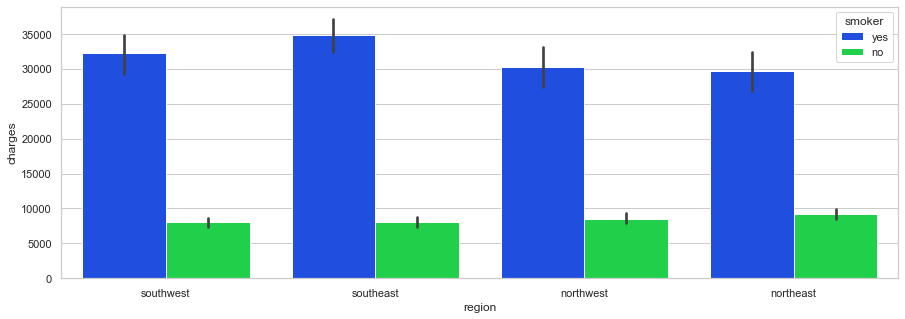 smoker
yes
no
35000
30000
25000
20000
15000
10000
5000
0
charges
southwest
southeast
northwest
northeast
region